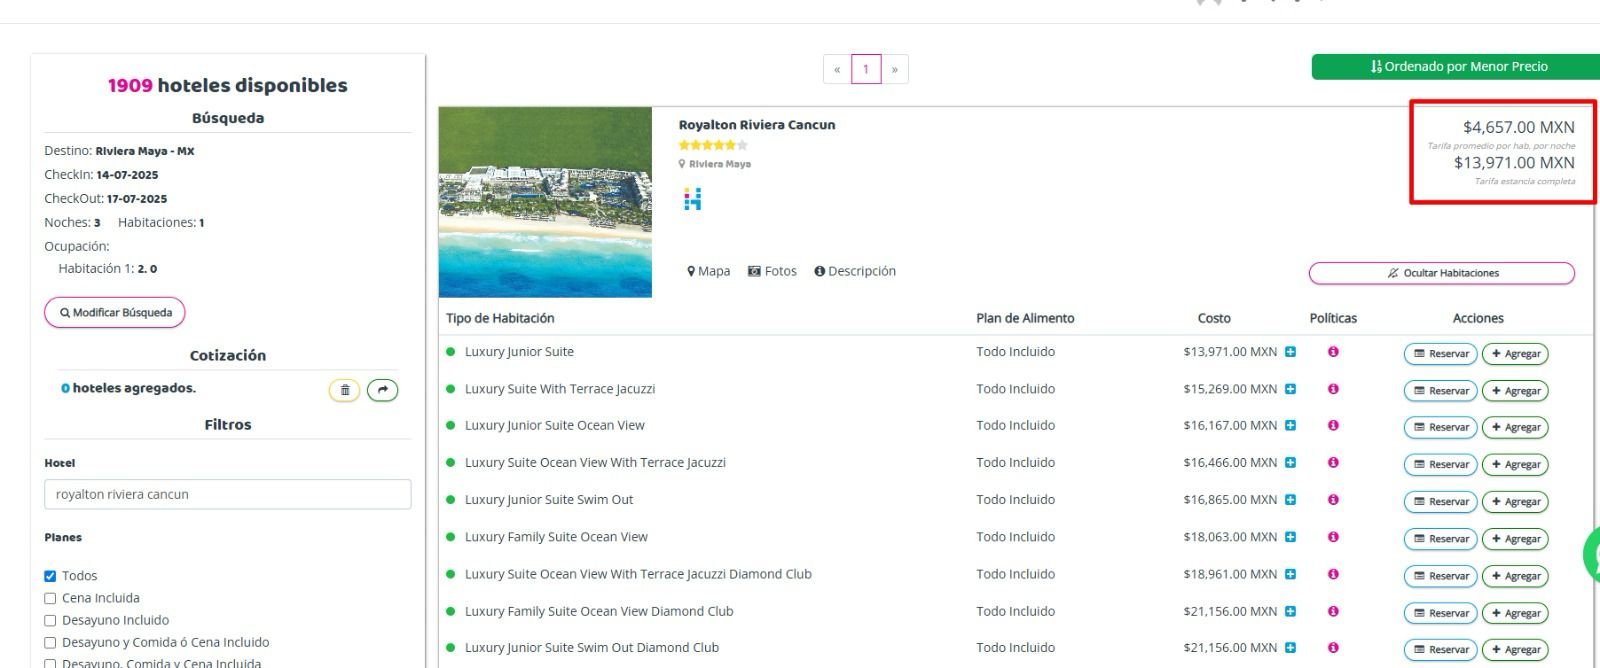 1909 hoteles disponibles
Búsqueda
Destino: Riviera Maya - MX
CheckIn: 14-07-2025
CheckOut: 17-07-2025
Noches: 3 Habitaciones: 1
Ocupación:
Habitación 1: 2. 0
Modificar Búsqueda
Cotización
0 hoteles agregados.
Filtros
Hotel
royalton riviera cancun
Planes
Todos
Cena Incluida
Desayuno Incluido
Desayuno y Comida ó Cena Incluido
Desayuno, Comida y Cena Incluida
« 1 »
Ordenado por Menor Precio
Royalton Riviera Cancun
Riviera Maya
$4,657.00 MXN
Tarifa promedio por hab, por noche
$13,971.00 MXN
Tarifa estancia completa
Mapa Fotos Descripción
Ocultar Habitaciones
Tipo de Habitación Plan de Alimento Costo Políticas Acciones
Luxury Junior Suite Todo Incluido $13,971.00 MXN Reservar + Agregar
Luxury Suite With Terrace Jacuzzi Todo Incluido $15,269.00 MXN Reservar + Agregar
Luxury Junior Suite Ocean View Todo Incluido $16,167.00 MXN Reservar + Agregar
Luxury Suite Ocean View With Terrace Jacuzzi Todo Incluido $16,466.00 MXN Reservar + Agregar
Luxury Junior Suite Swim Out Todo Incluido $16,865.00 MXN Reservar + Agregar
Luxury Family Suite Ocean View Todo Incluido $18,063.00 MXN Reservar + Agregar
Luxury Suite Ocean View With Terrace Jacuzzi Diamond Club Todo Incluido $18,961.00 MXN Reservar + Agregar
Luxury Family Suite Ocean View Diamond Club Todo Incluido $21,156.00 MXN Reservar + Agregar
Luxury Junior Suite Swim Out Diamond Club Todo Incluido $21,156.00 MXN Reservar + Agregar